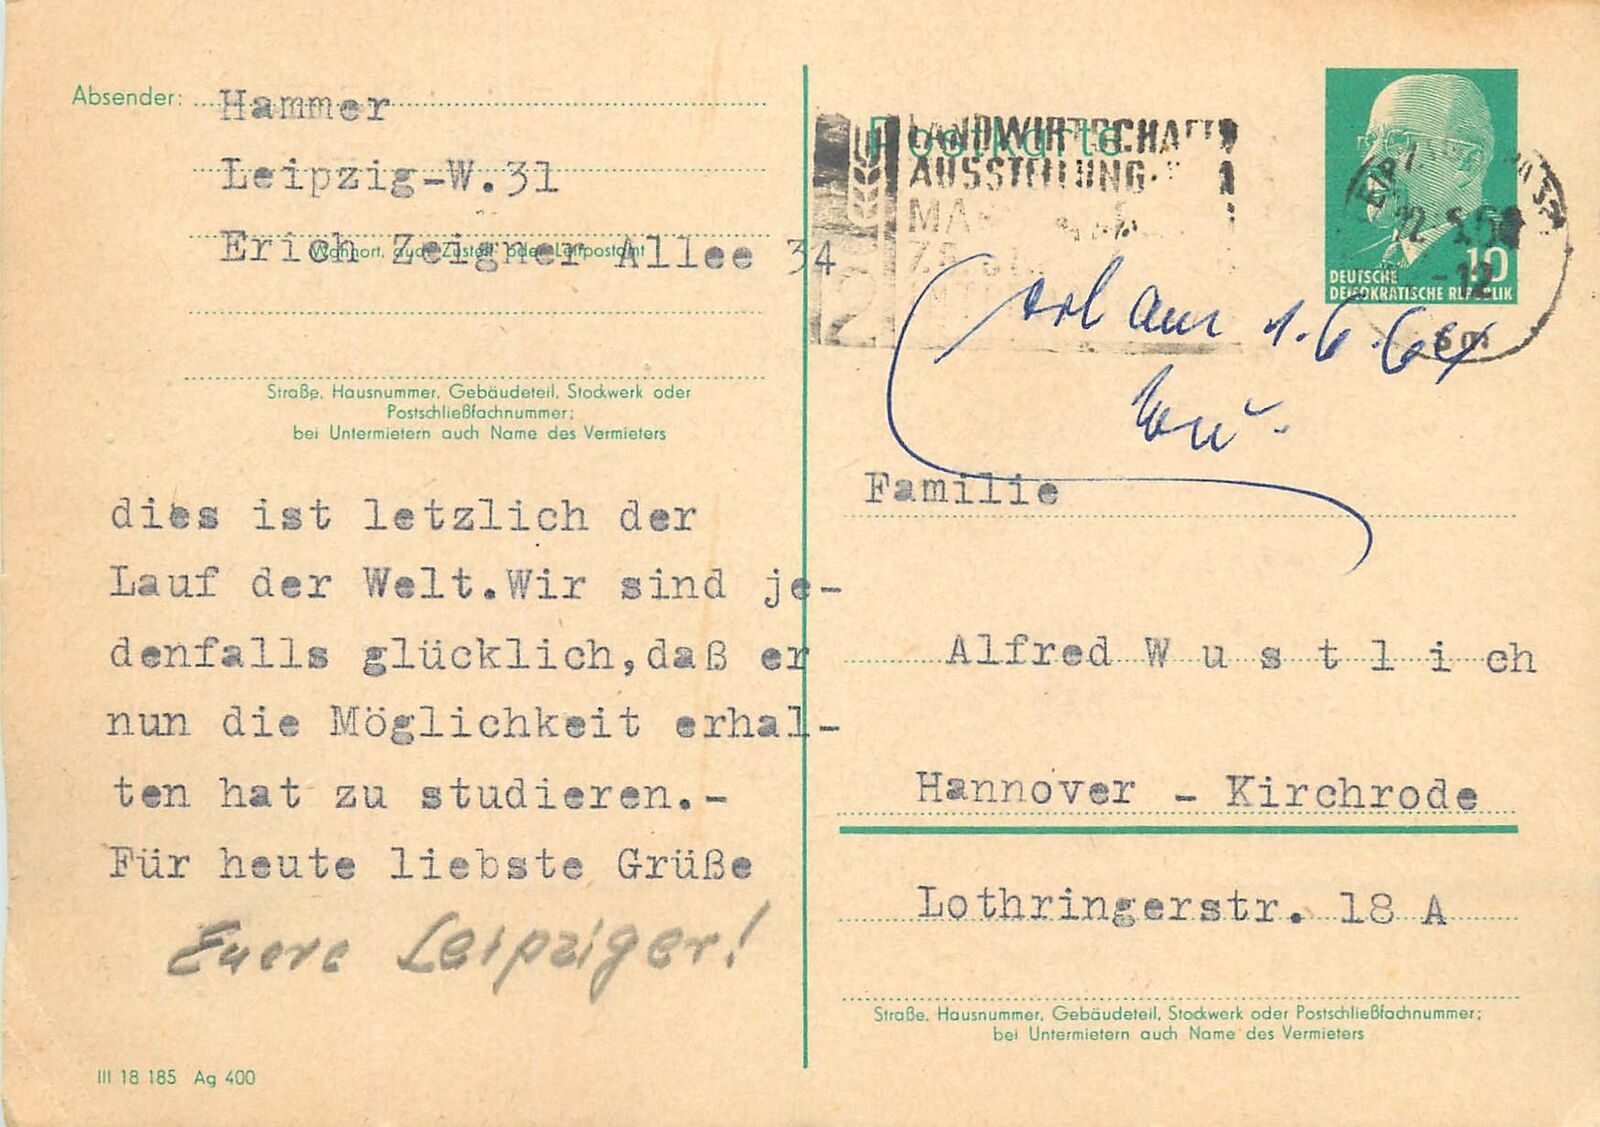 Absender: Hammer
Leipzig-W.31
Erich Zeigner Allee 34
Wohnort, auch Zustell- oder Leitpostamt
Straße, Hausnummer, Gebäudeteil, Stockwerk oder
Postschließfachnummer;
bei Untermietern auch Name des Vermieters
dies ist letzlich der
Lauf der Welt.Wir sind je-
denfalls glücklich,daß er
nun die Möglichkeit erhal-
ten hat zu studieren.-
Für heute liebste Grüße
Euere Leipziger!
III 18 185 Ag 400
Postkarte
LANDWIRTSCHAFTS
AUSSTELLUNG
DEUTSCHE
DEMOKRATISCHE REPUBLIK
10
am 1.6.64
Familie
Alfred W u s t l i ch
Hannover - Kirchrode
Lothringerstr. 18 A
Straße, Hausnummer, Gebäudeteil, Stockwerk oder Postschließfachnummer;
bei Untermietern auch Name des Vermieters